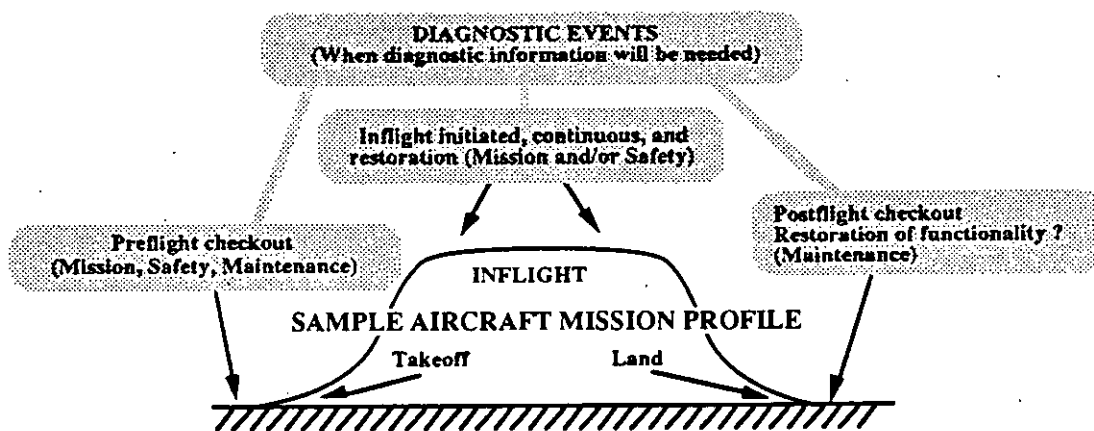 DIAGNOSTIC EVENTS
(When diagnostic information will be needed)
Inflight initiated, continuous, and
restoration (Mission and/or Safety)
Preflight checkout
(Mission, Safety, Maintenance)
Postflight checkout
Restoration of functionality ?
(Maintenance)
INFLIGHT
SAMPLE AIRCRAFT MISSION PROFILE
Takeoff
Land